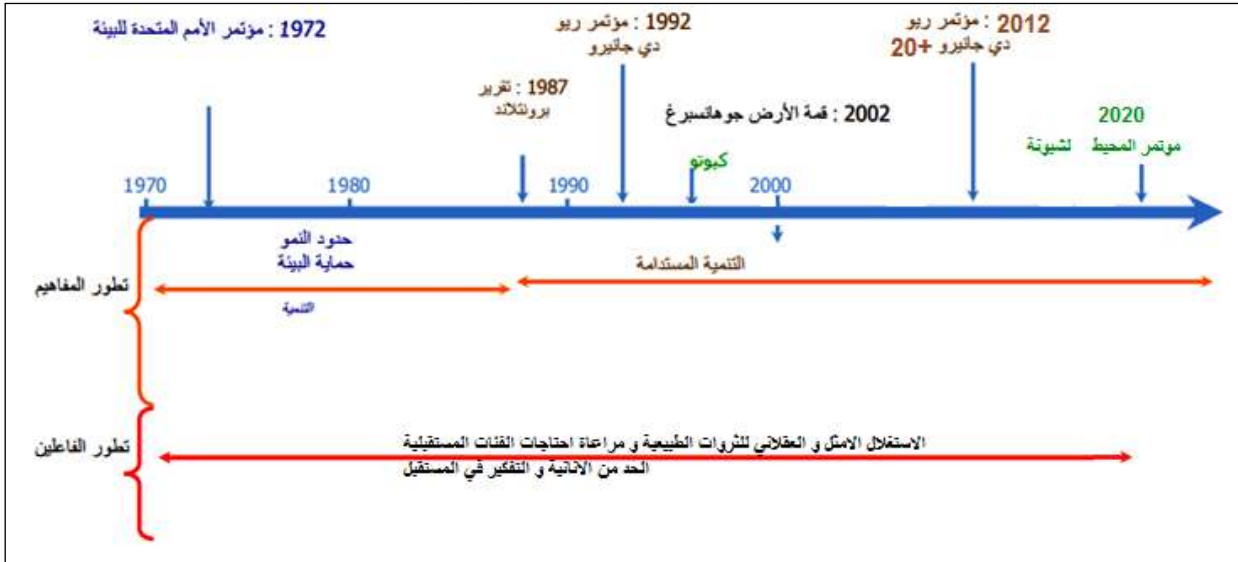 1972 : مؤتمر الأمم المتحدة للبيئة
1992 : مؤتمر ريو
دي جانيرو
2012 : مؤتمر ريو
دي جانيرو +20
1987 : تقرير
برونتلاند
2002 : قمة الأرض جوهانسبرغ
2020
موتمر المحيط لشبونة
كيوتو
1970
1980
1990
2000
حدود النمو
حماية البيئة
التنمية المستدامة
تطور المفاهيم
التنمية
الاستغلال الامثل و العقلاني للثروات الطبيعية و مراعاة احتاجات الفئات المستقبلية
تطور الفاعلين
الحد من الانانية و التفكير في المستقبل